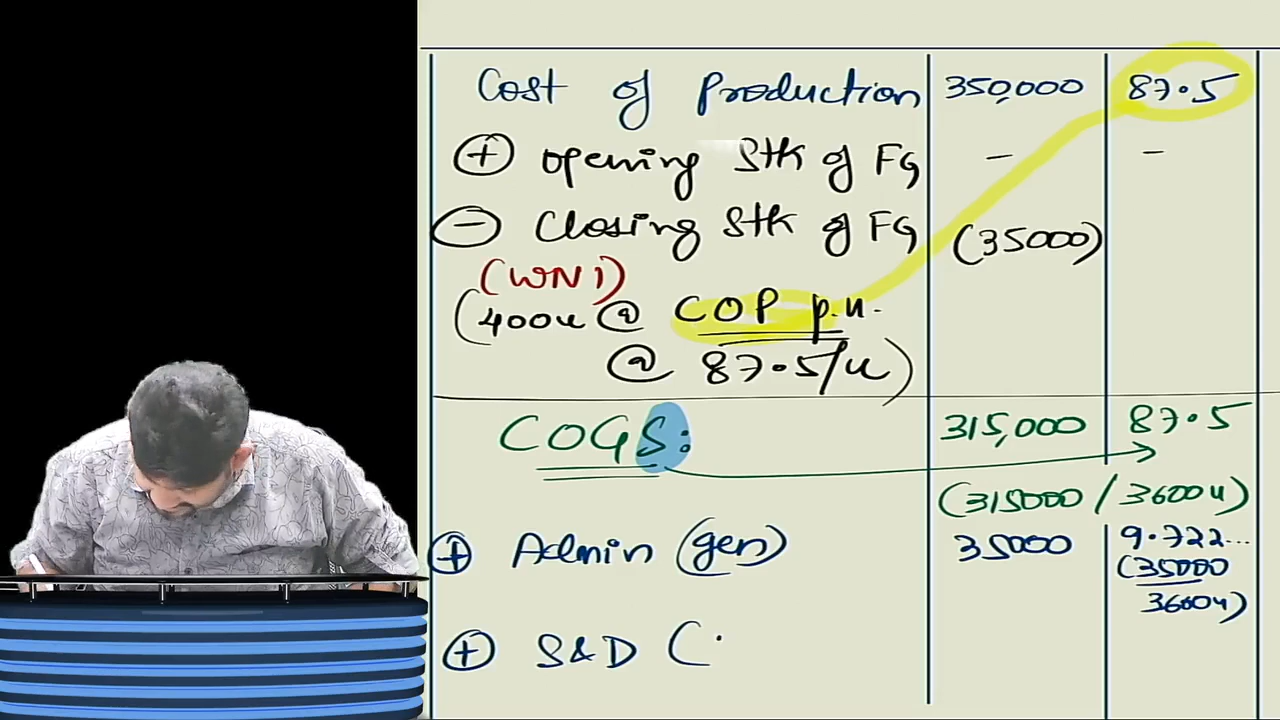 Cost of Production 350,000 87.5
⊕ Opening Stk of FG - -
⊖ Closing Stk of FG (35000)
(WN1)
(400u @ COP p.u.
@ 87.5/u)
COGS: 315,000 87.5
(315000 / 3600u)
⊕ Admin (gen) 35000 9.722...
(35000
3600u)
⊕ S&D (.